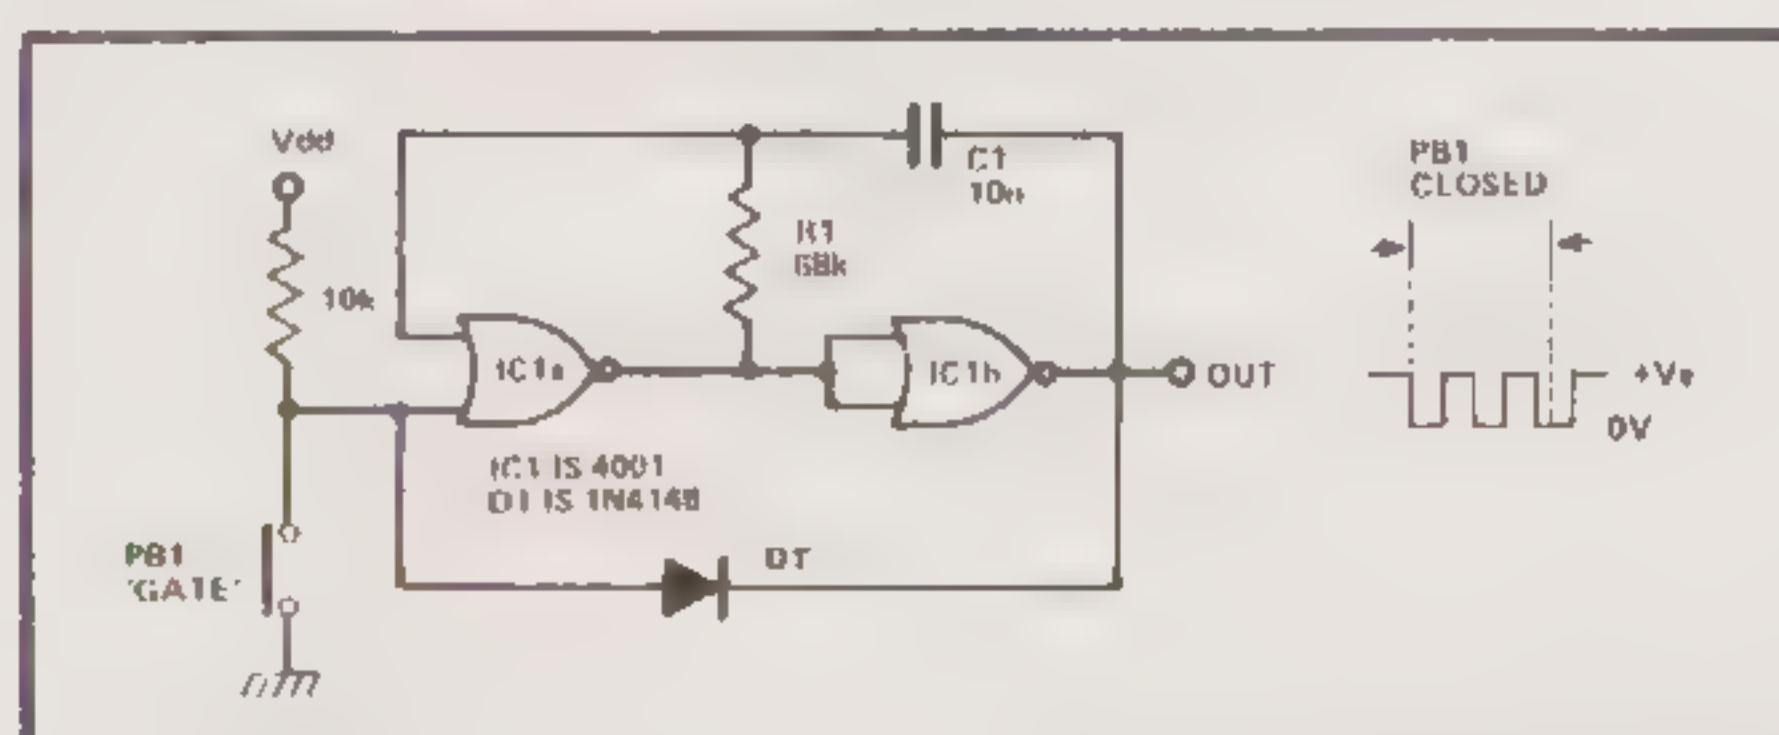 Vdd
10k
C1
10n
R1
68k
PB1
CLOSED
IC1a
IC1b
OUT
+Ve
0V
IC1 IS 4001
D1 IS 1N4148
PB1
'GATE'
D1